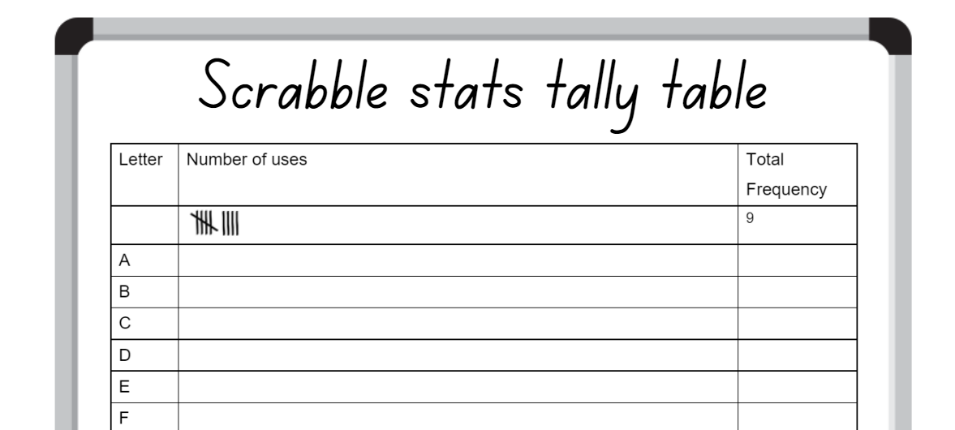 Scrabble stats tally table
Letter Number of uses Total
Frequency
9
A
B
C
D
E
F